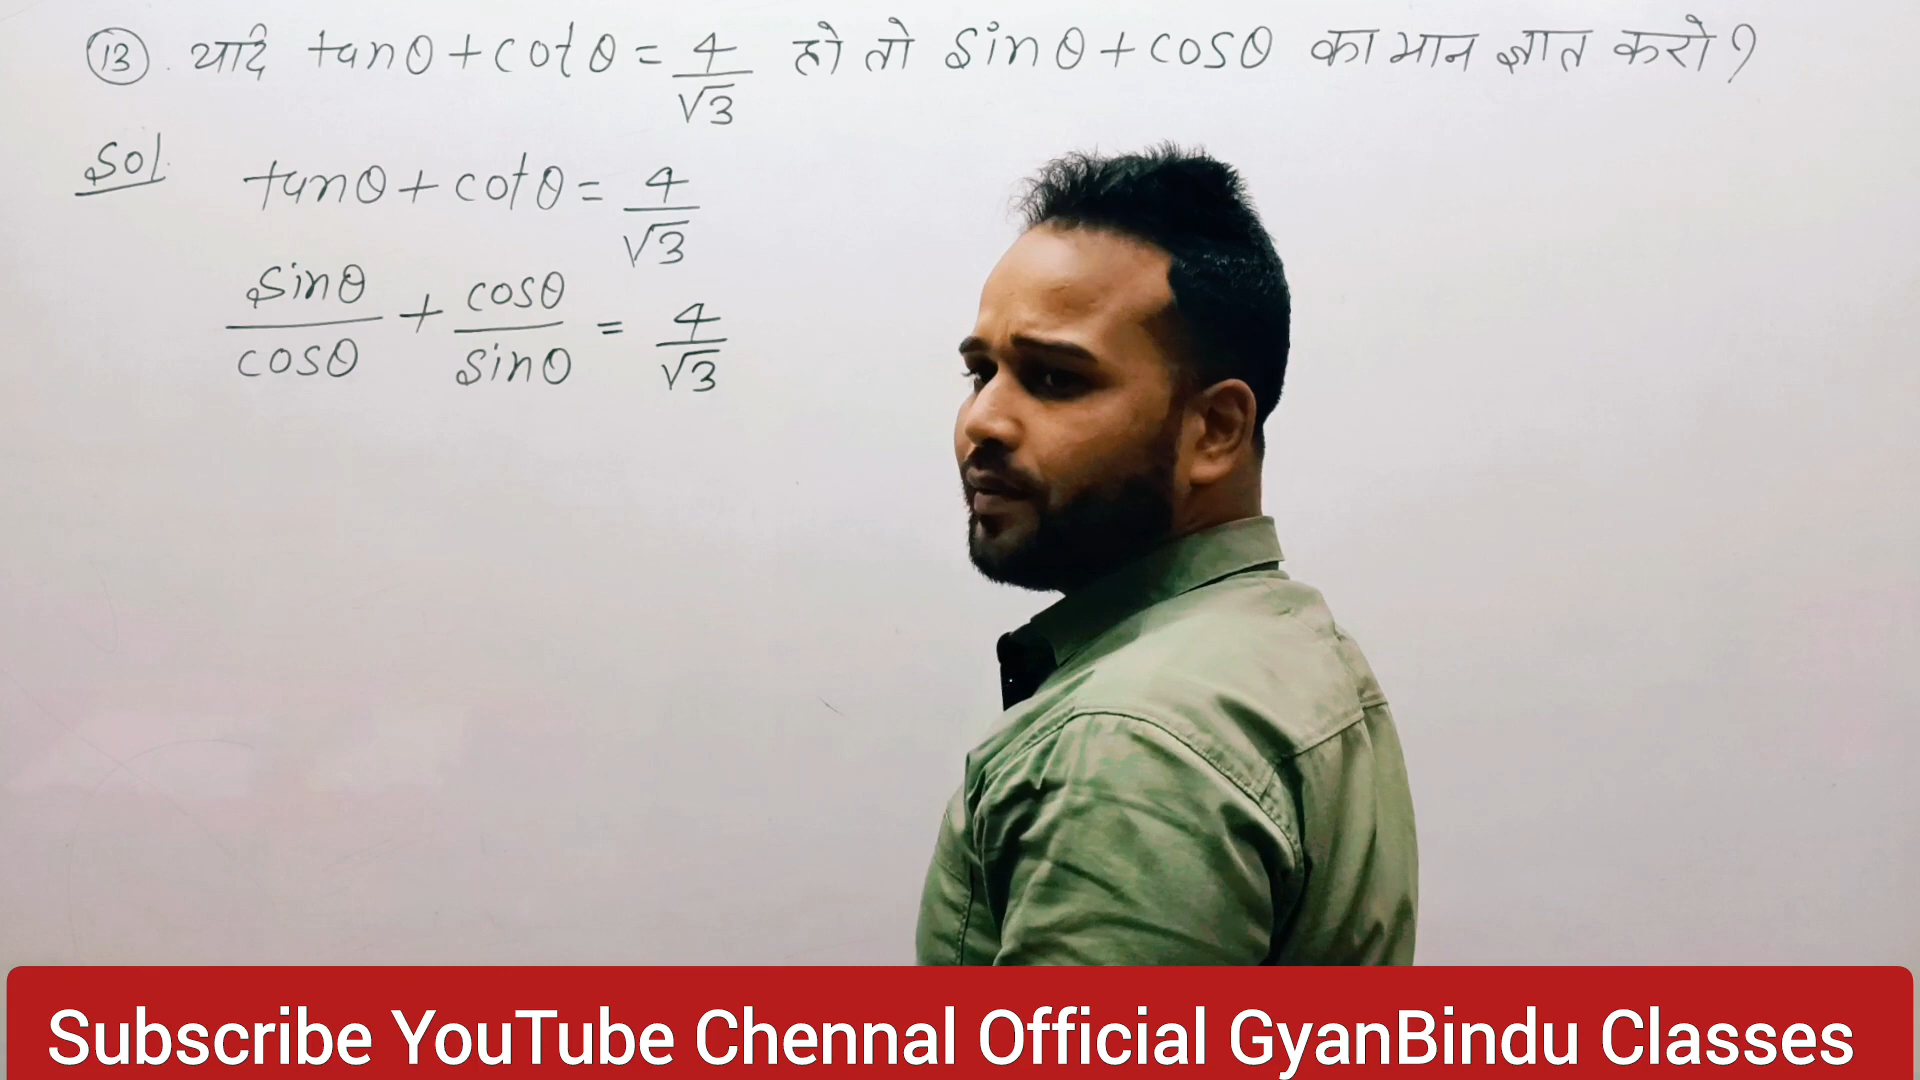 13. यदि tanθ + cotθ = 4/√3 हो तो sinθ + cosθ का मान ज्ञात करो?
Sol. tanθ + cotθ = 4/√3
sinθ/cosθ + cosθ/sinθ = 4/√3
Subscribe YouTube Chennal Official GyanBindu Classes